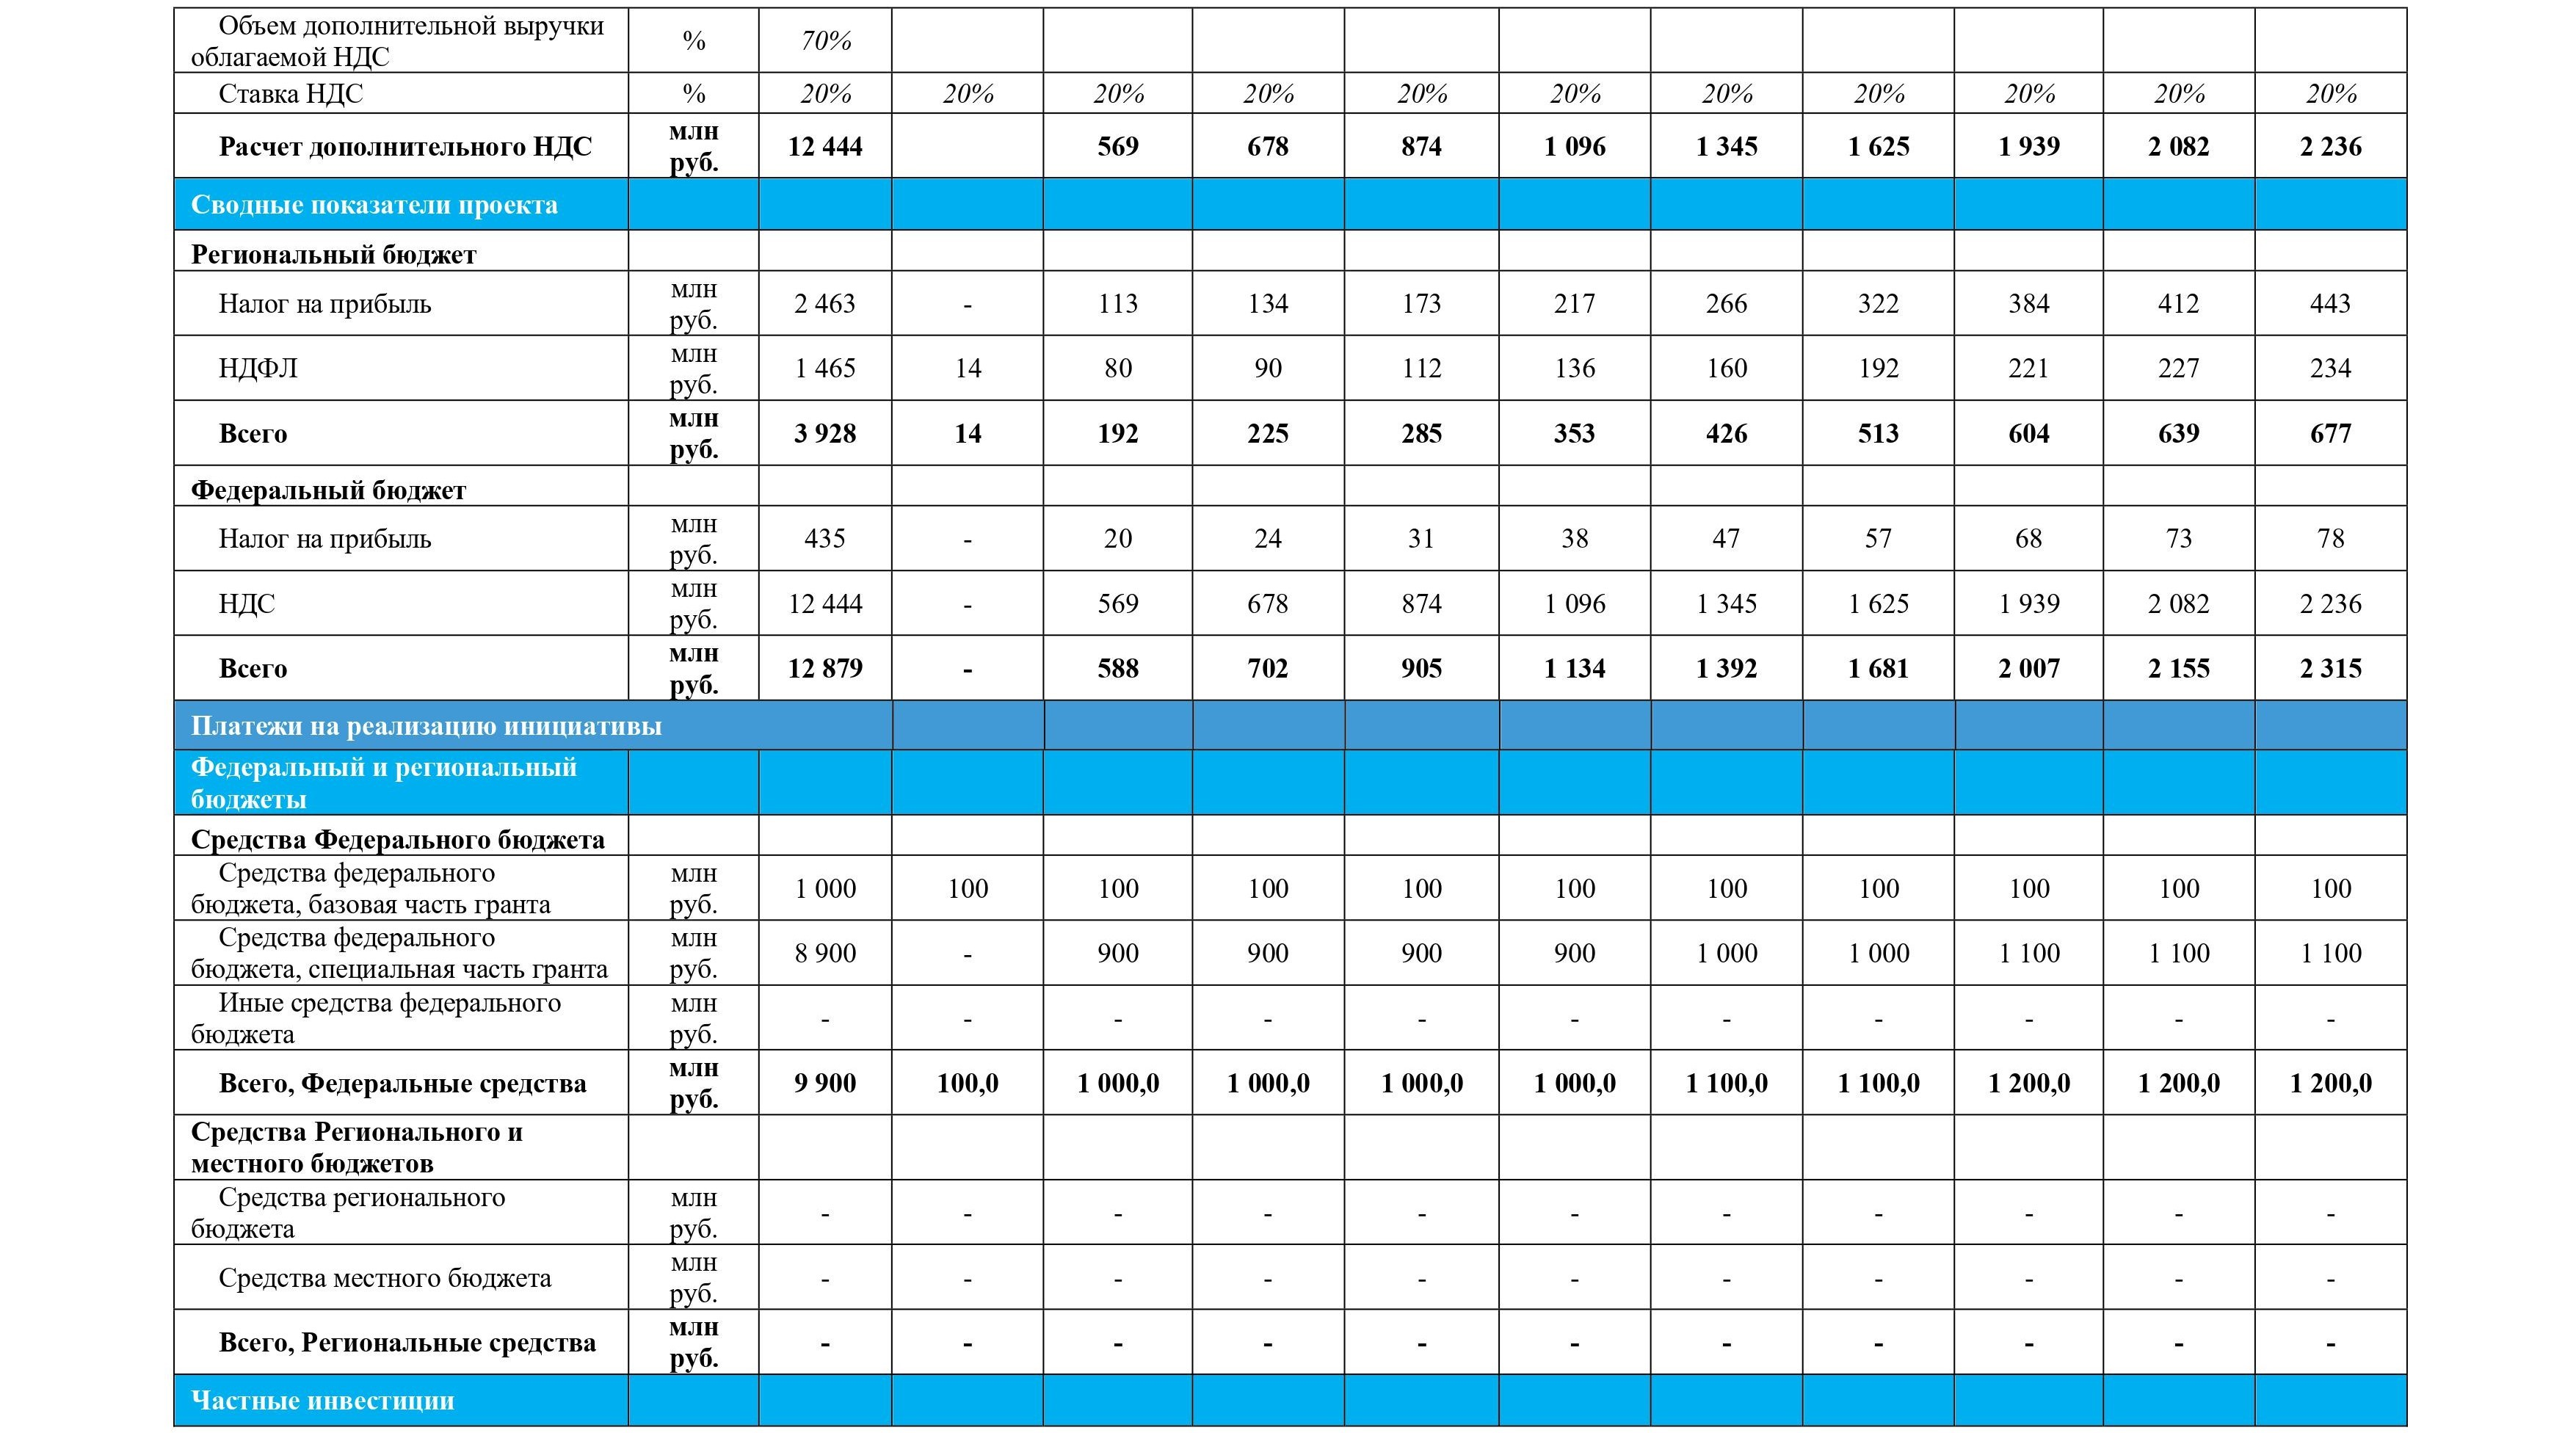 Объем дополнительной выручки
облагаемой НДС % 70%
Ставка НДС % 20% 20% 20% 20% 20% 20% 20% 20% 20% 20% 20%
Расчет дополнительного НДС млн руб. 12 444 569 678 874 1 096 1 345 1 625 1 939 2 082 2 236
Сводные показатели проекта
Региональный бюджет
Налог на прибыль млн руб. 2 463 - 113 134 173 217 266 322 384 412 443
НДФЛ млн руб. 1 465 14 80 90 112 136 160 192 221 227 234
Всего млн руб. 3 928 14 192 225 285 353 426 513 604 639 677
Федеральный бюджет
Налог на прибыль млн руб. 435 - 20 24 31 38 47 57 68 73 78
НДС млн руб. 12 444 - 569 678 874 1 096 1 345 1 625 1 939 2 082 2 236
Всего млн руб. 12 879 - 588 702 905 1 134 1 392 1 681 2 007 2 155 2 315
Платежи на реализацию инициативы
Федеральный и региональный
бюджеты
Средства Федерального бюджета
Средства федерального
бюджета, базовая часть гранта млн руб. 1 000 100 100 100 100 100 100 100 100 100 100
Средства федерального
бюджета, специальная часть гранта млн руб. 8 900 - 900 900 900 900 1 000 1 000 1 100 1 100 1 100
Иные средства федерального
бюджета млн руб. - - - - - - - - - - -
Всего, Федеральные средства млн руб. 9 900 100,0 1 000,0 1 000,0 1 000,0 1 000,0 1 100,0 1 100,0 1 200,0 1 200,0 1 200,0
Средства Регионального и
местного бюджетов
Средства регионального
бюджета млн руб. - - - - - - - - - - -
Средства местного бюджета млн руб. - - - - - - - - - - -
Всего, Региональные средства млн руб. - - - - - - - - - - -
Частные инвестиции